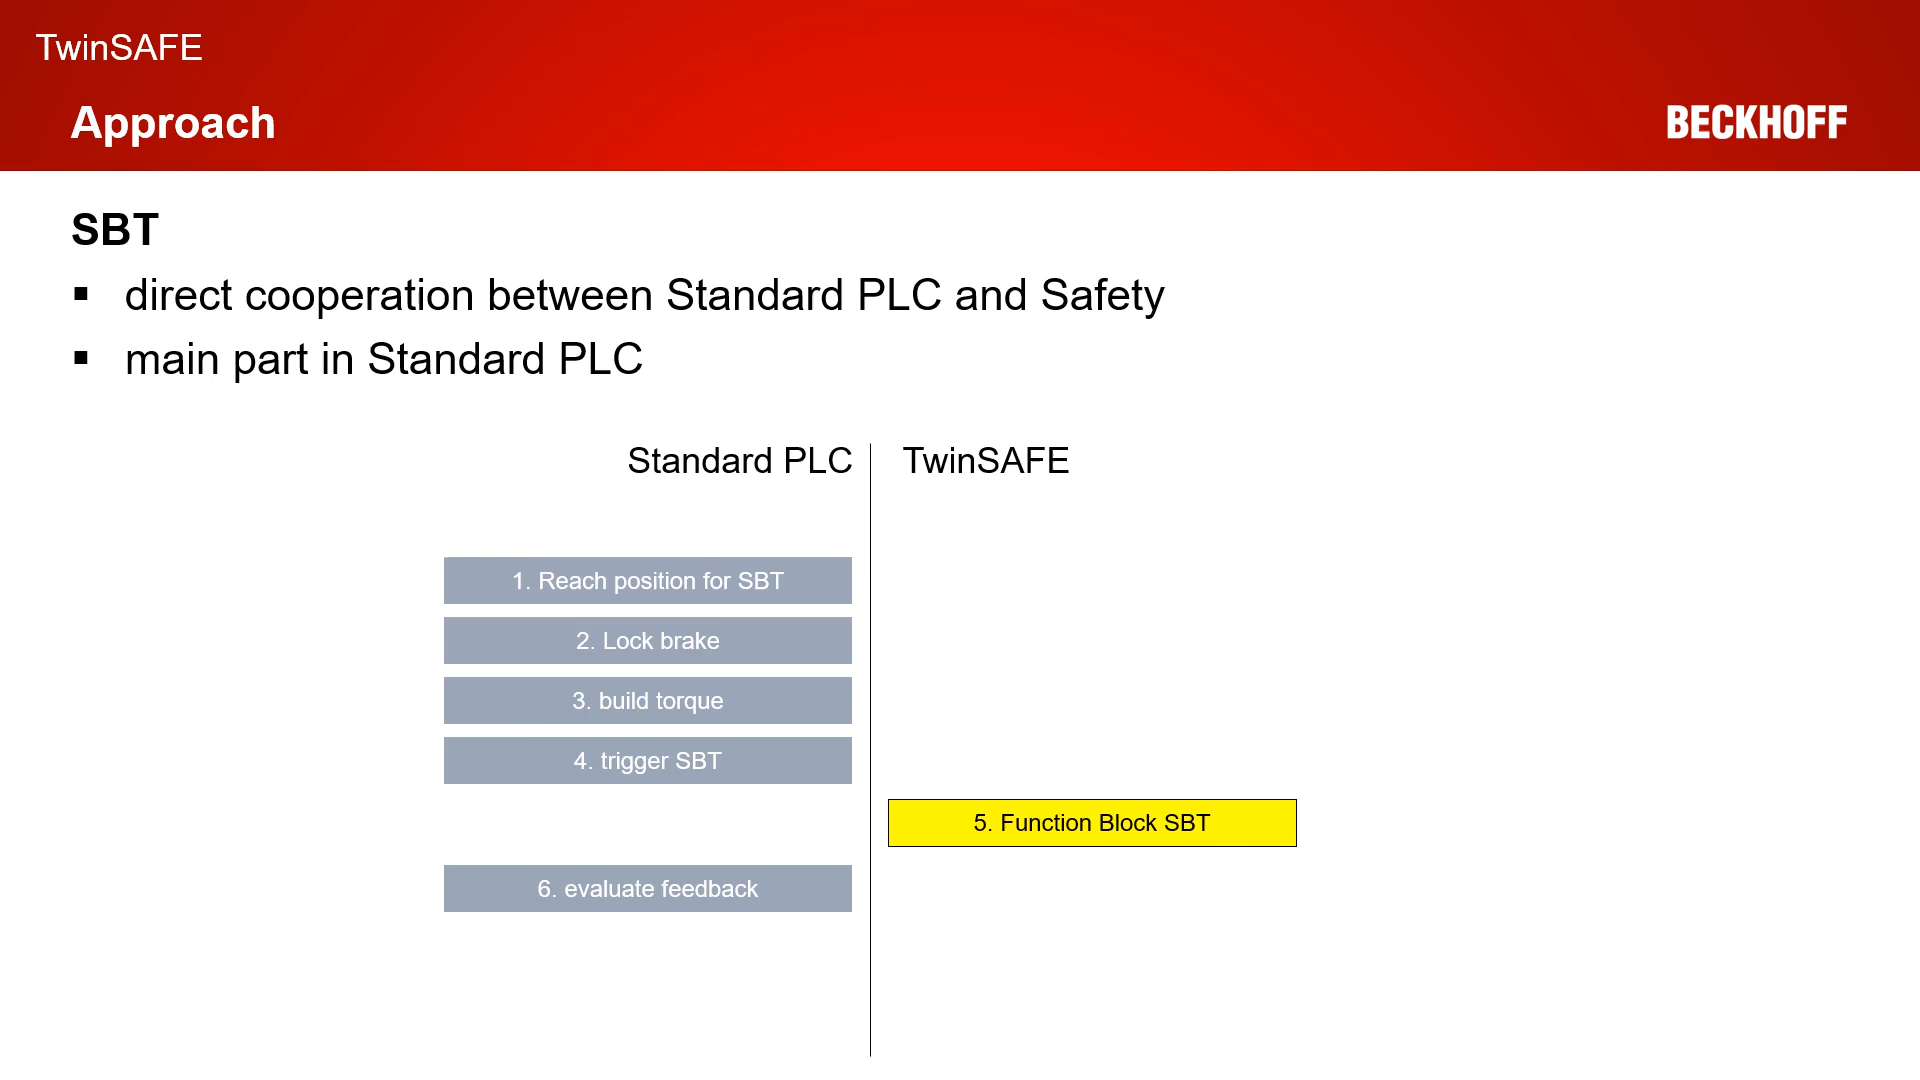 TwinSAFE
Approach
BECKHOFF
SBT
▪ direct cooperation between Standard PLC and Safety
▪ main part in Standard PLC
Standard PLC
TwinSAFE
1. Reach position for SBT
2. Lock brake
3. build torque
4. trigger SBT
5. Function Block SBT
6. evaluate feedback